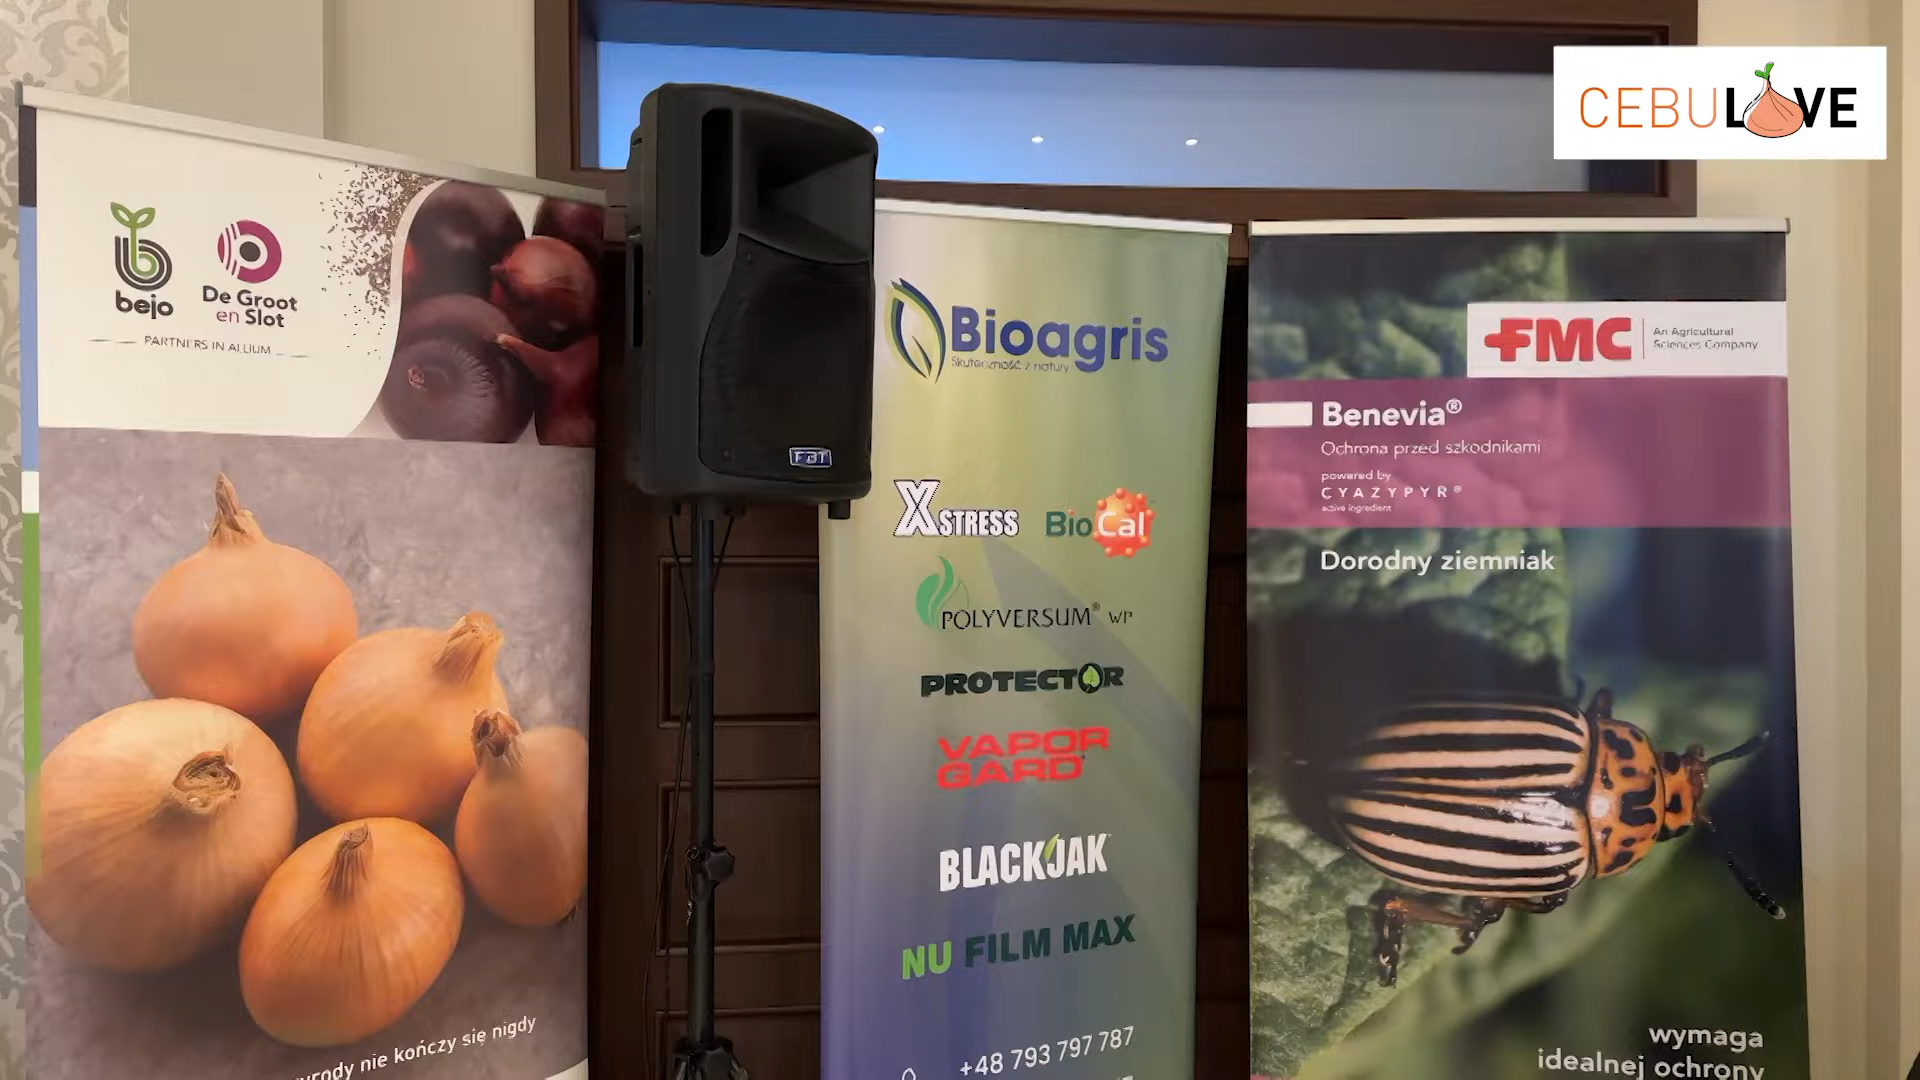 CEBULOVE
bejo
De Groot
en Slot
PARTNERS IN ALLIUM
nie kończy się nigdy
FBT
Bioagris
Skuteczność z natury
XSTRESS
BioCal
POLYVERSUM® WP
PROTECTOR
VAPOR
GARD
BLACKJAK
NU FILM MAX
+48 793 797 787
FMC
An Agricultural
Sciences Company
Benevia®
Ochrona przed szkodnikami
powered by
CYAZYPYR®
active ingredient
Dorodny ziemniak
wymaga
idealnej ochrony